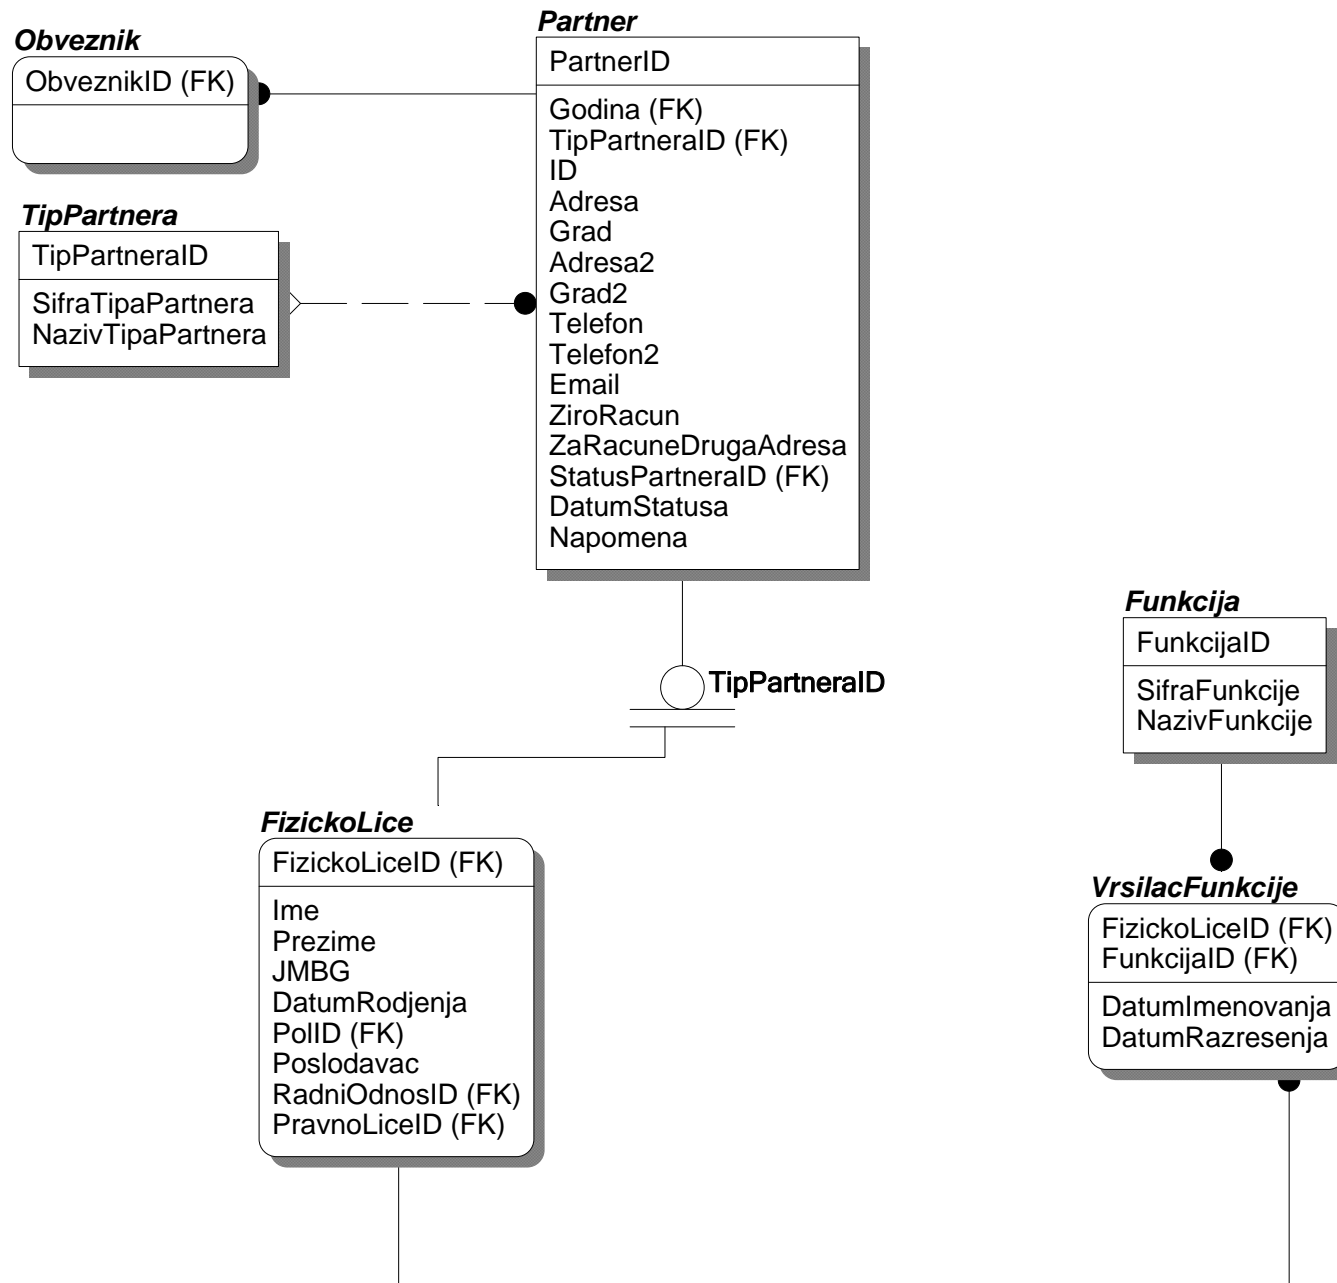 Obveznik
ObveznikID (FK)
TipPartnera
TipPartneraID
SifraTipaPartnera
NazivTipaPartnera
Partner
PartnerID
Godina (FK)
TipPartneraID (FK)
ID
Adresa
Grad
Adresa2
Grad2
Telefon
Telefon2
Email
ZiroRacun
ZaRacuneDrugaAdresa
StatusPartneraID (FK)
DatumStatusa
Napomena
TipPartneraID
FizickoLice
FizickoLiceID (FK)
Ime
Prezime
JMBG
DatumRodjenja
PolID (FK)
Poslodavac
RadniOdnosID (FK)
PravnoLiceID (FK)
Funkcija
FunkcijaID
SifraFunkcije
NazivFunkcije
VrsilacFunkcije
FizickoLiceID (FK)
FunkcijaID (FK)
DatumImenovanja
DatumRazresenja